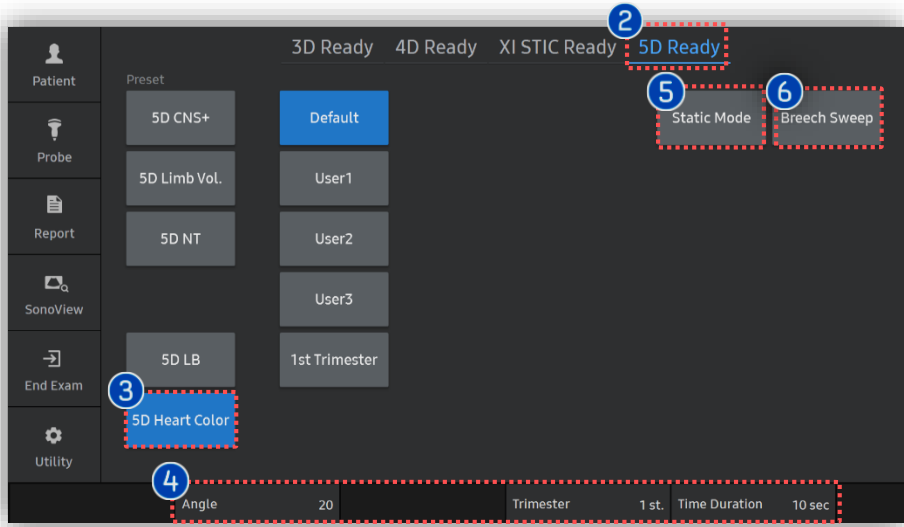 2
3D Ready 4D Ready XI STIC Ready 5D Ready
Patient
Preset
5 6
5D CNS+ Default Static Mode Breech Sweep
Probe
5D Limb Vol. User1
Report
5D NT User2
SonoView
User3
End Exam
5D LB 1st Trimester
3
5D Heart Color
Utility
4
Angle 20 Trimester 1 st. Time Duration 10 sec